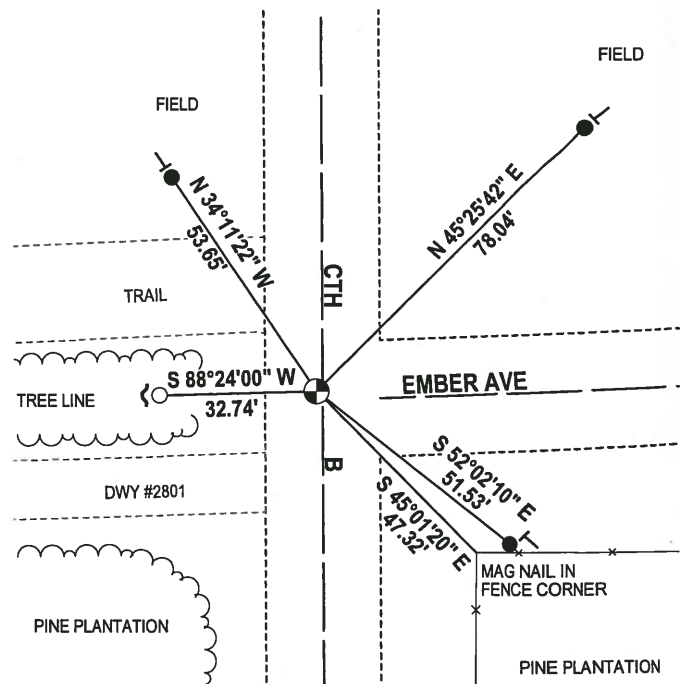 FIELD
FIELD
N 34°11'22" W
53.65'
N 45°25'42" E
78.04'
CTH
TRAIL
S 88°24'00" W
32.74'
TREE LINE
EMBER AVE
B
S 52°02'10" E
51.53'
S 45°01'20" E
47.32'
DWY #2801
MAG NAIL IN
FENCE CORNER
PINE PLANTATION
PINE PLANTATION